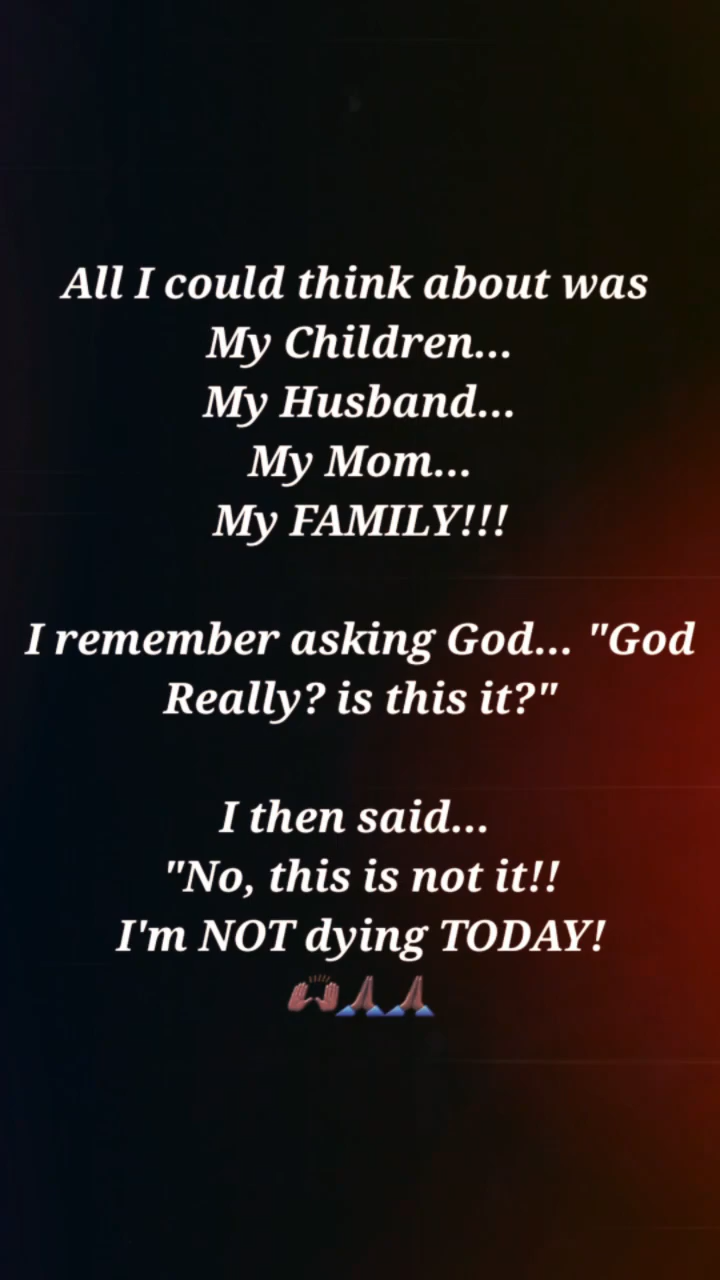 All I could think about was
My Children...
My Husband...
My Mom...
My FAMILY!!!
I remember asking God... "God
Really? is this it?"
I then said...
"No, this is not it!!
I'm NOT dying TODAY!
🙌🏾🙏🏾🙏🏾